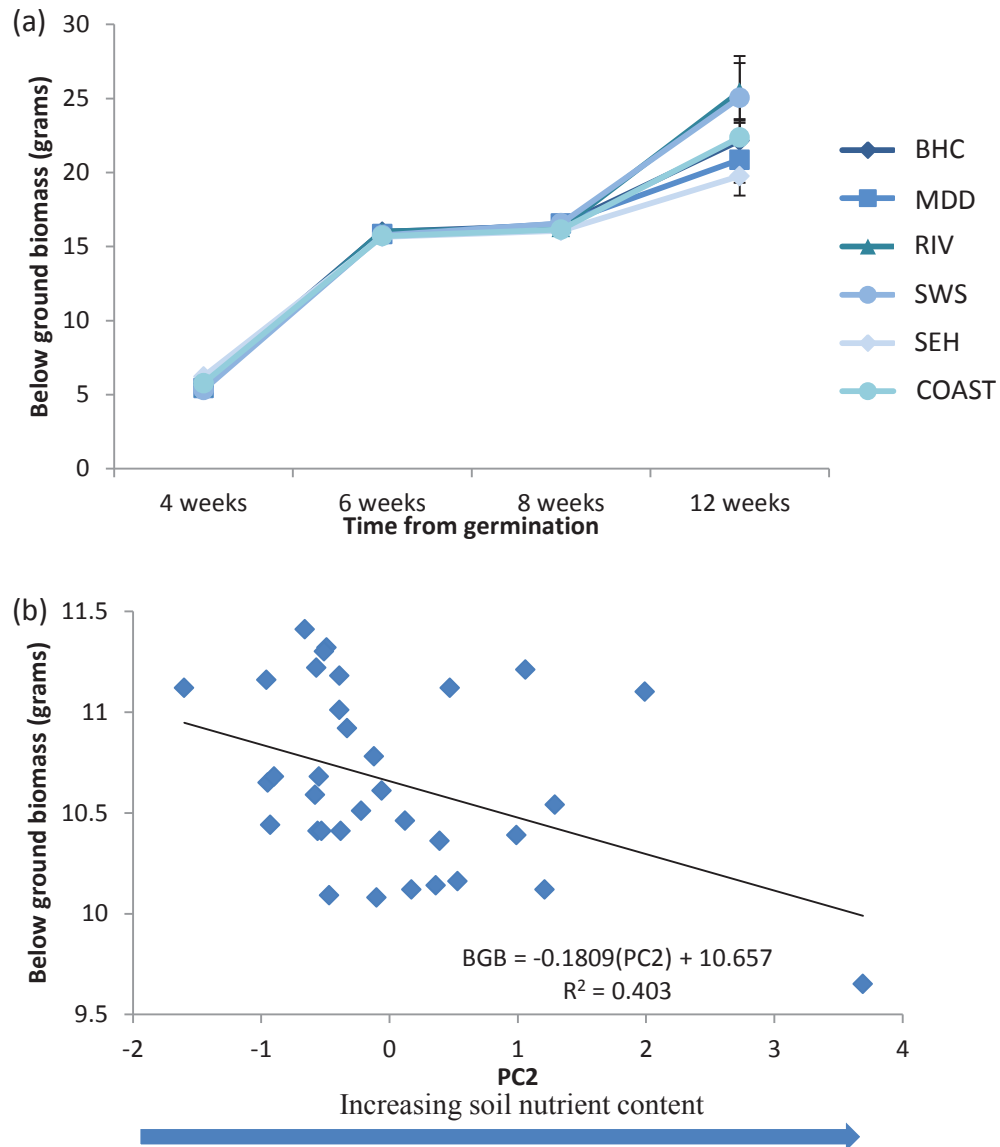 (a)
30
25
20
15
10
5
0
Below ground biomass (grams)
4 weeks 6 weeks 8 weeks 12 weeks
Time from germination
BHC
MDD
RIV
SWS
SEH
COAST
(b)
11.5
11
10.5
10
9.5
Below ground biomass (grams)
BGB = -0.1809(PC2) + 10.657
R² = 0.403
-2 -1 0 1 2 3 4
PC2
Increasing soil nutrient content